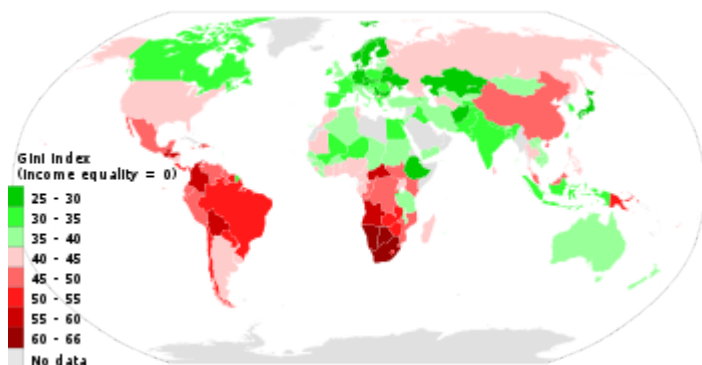 Gini Index
(Income equality = 0)
25 - 30
30 - 35
35 - 40
40 - 45
45 - 50
50 - 55
55 - 60
60 - 66
No data